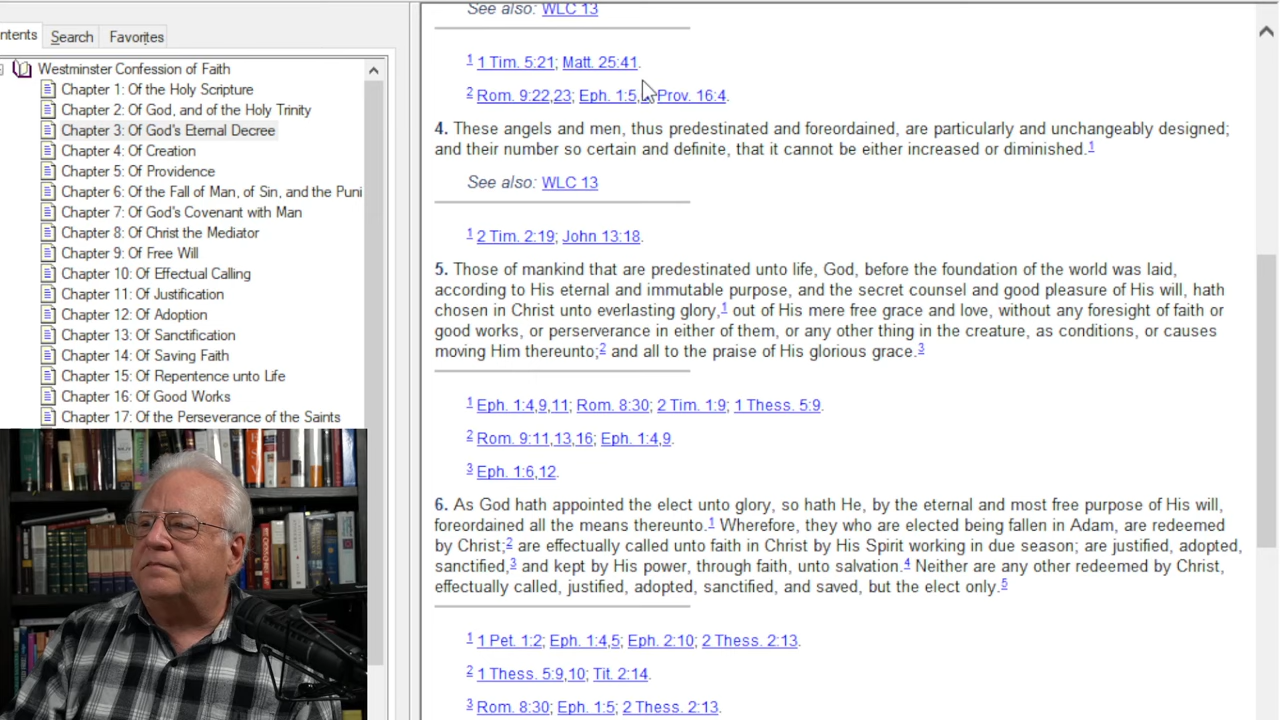 ntents Search Favorites
Westminster Confession of Faith
Chapter 1: Of the Holy Scripture
Chapter 2: Of God, and of the Holy Trinity
Chapter 3: Of God's Eternal Decree
Chapter 4: Of Creation
Chapter 5: Of Providence
Chapter 6: Of the Fall of Man, of Sin, and the Puni
Chapter 7: Of God's Covenant with Man
Chapter 8: Of Christ the Mediator
Chapter 9: Of Free Will
Chapter 10: Of Effectual Calling
Chapter 11: Of Justification
Chapter 12: Of Adoption
Chapter 13: Of Sanctification
Chapter 14: Of Saving Faith
Chapter 15: Of Repentence unto Life
Chapter 16: Of Good Works
Chapter 17: Of the Perseverance of the Saints
See also: WLC 13
1 1 Tim. 5:21; Matt. 25:41.
2 Rom. 9:22,23; Eph. 1:5, Prov. 16:4.
4. These angels and men, thus predestinated and foreordained, are particularly and unchangeably designed;
and their number so certain and definite, that it cannot be either increased or diminished.1
See also: WLC 13
1 2 Tim. 2:19; John 13:18.
5. Those of mankind that are predestinated unto life, God, before the foundation of the world was laid,
according to His eternal and immutable purpose, and the secret counsel and good pleasure of His will, hath
chosen in Christ unto everlasting glory,1 out of His mere free grace and love, without any foresight of faith or
good works, or perseverance in either of them, or any other thing in the creature, as conditions, or causes
moving Him thereunto;2 and all to the praise of His glorious grace.3
1 Eph. 1:4,9,11; Rom. 8:30; 2 Tim. 1:9; 1 Thess. 5:9.
2 Rom. 9:11,13,16; Eph. 1:4,9.
3 Eph. 1:6,12.
6. As God hath appointed the elect unto glory, so hath He, by the eternal and most free purpose of His will,
foreordained all the means thereunto.1 Wherefore, they who are elected being fallen in Adam, are redeemed
by Christ;2 are effectually called unto faith in Christ by His Spirit working in due season; are justified, adopted,
sanctified,3 and kept by His power, through faith, unto salvation.4 Neither are any other redeemed by Christ,
effectually called, justified, adopted, sanctified, and saved, but the elect only.5
1 1 Pet. 1:2; Eph. 1:4,5; Eph. 2:10; 2 Thess. 2:13.
2 1 Thess. 5:9,10; Tit. 2:14.
3 Rom. 8:30; Eph. 1:5; 2 Thess. 2:13.